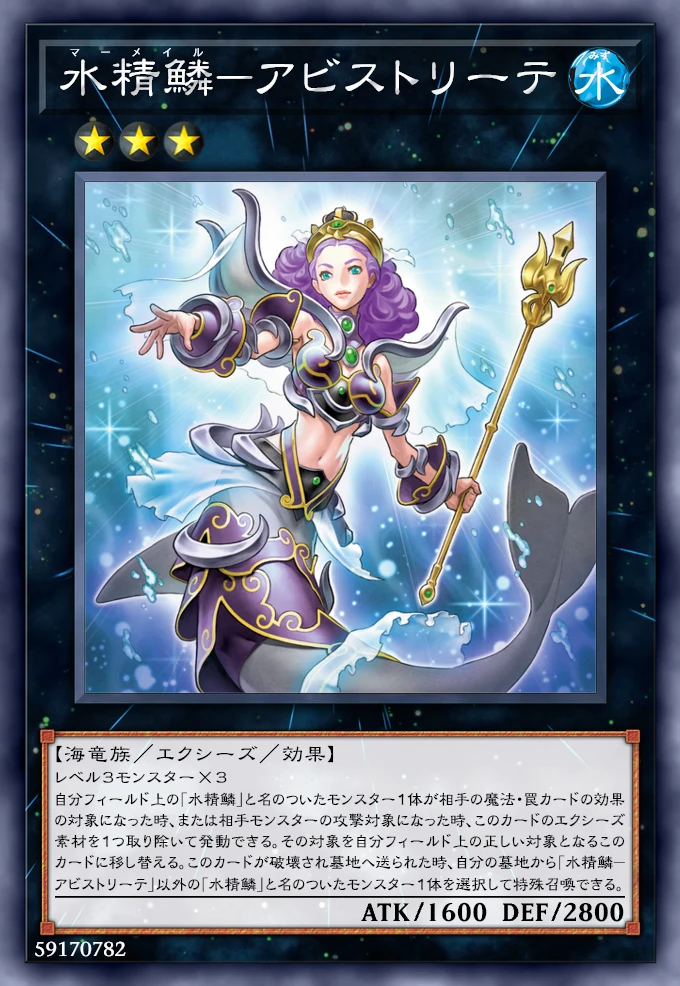 マーメイル
水精鱗－アビストリーテ
みず
水
【海竜族／エクシーズ／効果】
レベル３モンスター×３
自分フィールド上の「水精鱗」と名のついたモンスター１体が相手の魔法・罠カードの効果
の対象になった時、または相手モンスターの攻撃対象になった時、このカードのエクシーズ
素材を１つ取り除いて発動できる。その対象を自分フィールド上の正しい対象となるこの
カードに移し替える。このカードが破壊され墓地へ送られた時、自分の墓地から「水精鱗－
アビストリーテ」以外の「水精鱗」と名のついたモンスター１体を選択して特殊召喚できる。
ATK/1600 DEF/2800
59170782